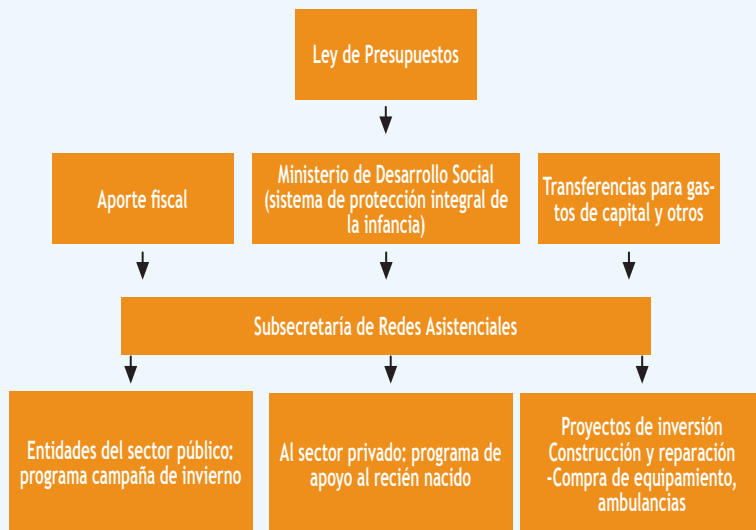 Ley de Presupuestos
Aporte fiscal
Ministerio de Desarrollo Social
(sistema de protección integral de
la infancia)
Transferencias para gas-
tos de capital y otros
Subsecretaría de Redes Asistenciales
Entidades del sector público:
programa campaña de invierno
Al sector privado: programa de
apoyo al recién nacido
Proyectos de inversión
Construcción y reparación
-Compra de equipamiento,
ambulancias